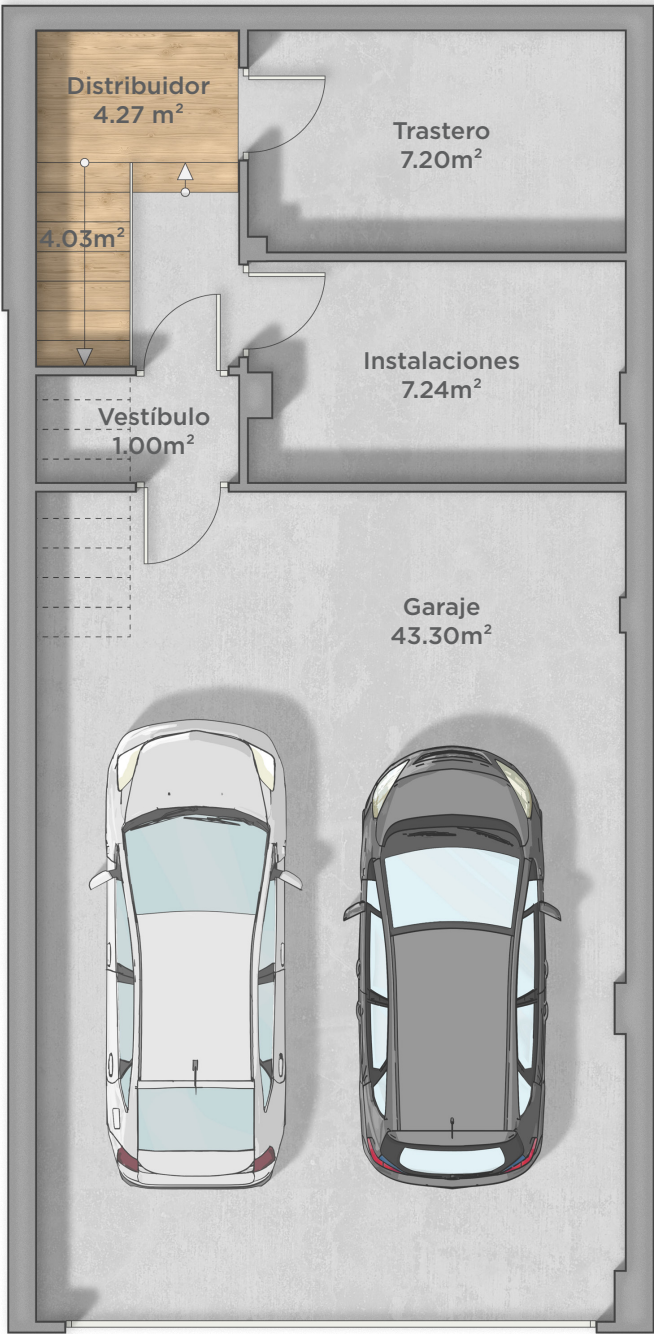 Distribuidor
4.27 m²
Trastero
7.20m²
4.03m²
Instalaciones
7.24m²
Vestíbulo
1.00m²
Garaje
43.30m²